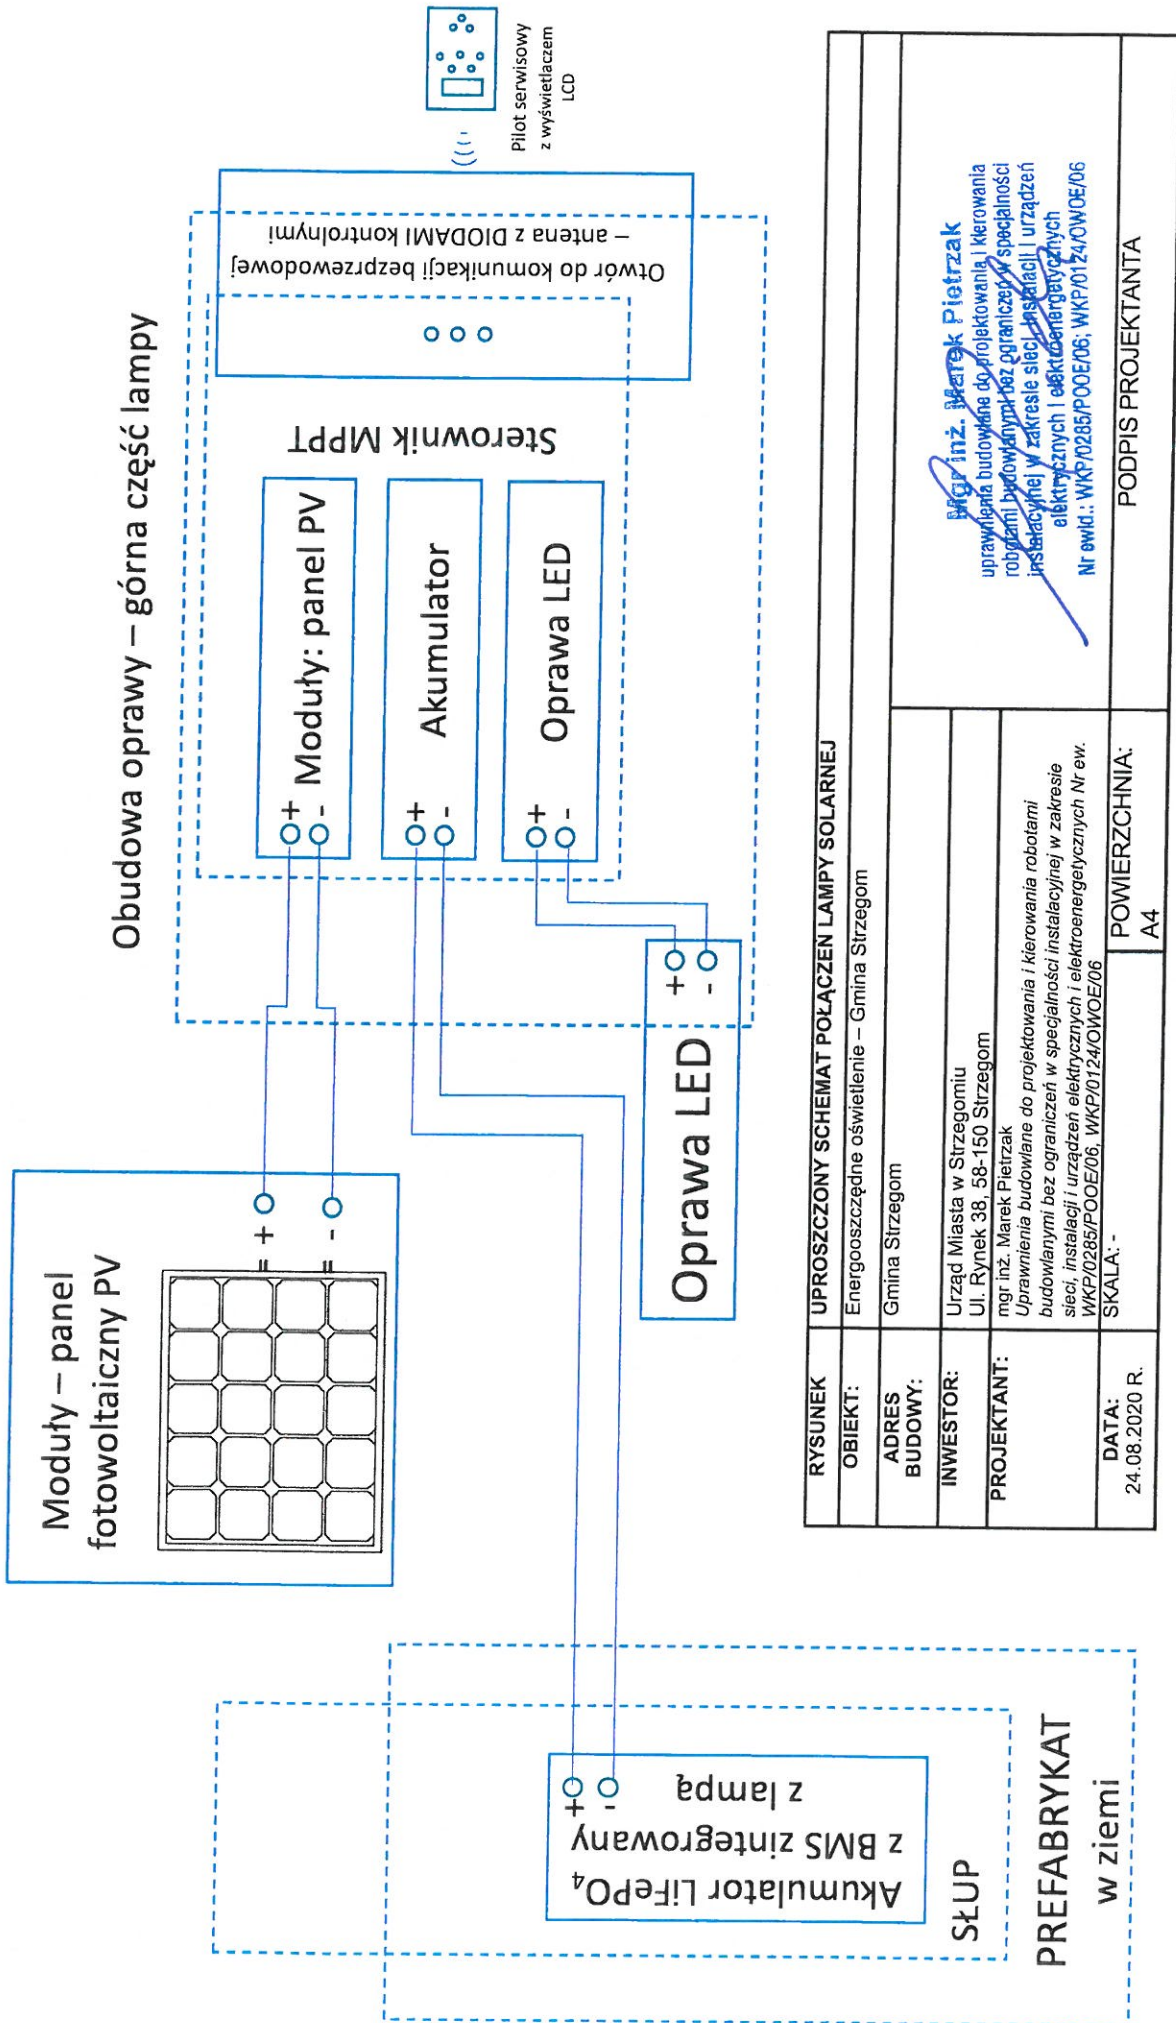 Obudowa oprawy – górna część lampy
Moduły – panel
fotowoltaiczny PV
+
-
+
-
Moduły: panel PV
+
-
Akumulator
+
-
Oprawa LED
Sterownik MPPT
Otwór do komunikacji bezprzewodowej
– antena z DIODAMI kontrolnymi
Pilot serwisowy
z wyświetlaczem
LCD
Oprawa LED
+
-
Akumulator LiFePO4
z BMS zintegrowany
z lampą
+
-
SŁUP
PREFABRYKAT
w ziemi
RYSUNEK
UPROSZCZONY SCHEMAT POŁĄCZEN LAMPY SOLARNEJ
OBIEKT:
Energooszczędne oświetlenie – Gmina Strzegom
ADRES
BUDOWY:
Gmina Strzegom
INWESTOR:
Urząd Miasta w Strzegomiu
Ul. Rynek 38, 58-150 Strzegom
PROJEKTANT:
mgr inż. Marek Pietrzak
Uprawnienia budowlane do projektowania i kierowania robotami
budowlanymi bez ograniczeń w specjalności instalacyjnej w zakresie
sieci, instalacji i urządzeń elektrycznych i elektroenergetycznych Nr ew.
WKP/0285/POOE/06, WKP/0124/OWOE/06
DATA:
24.08.2020 R.
SKALA: -
POWIERZCHNIA:
A4
Mgr inż. Marek Pietrzak
uprawnienia budowlane do projektowania i kierowania
robotami budowlanymi bez ograniczeń w specjalności
instalacyjnej w zakresie sieci, instalacji i urządzeń
elektrycznych i elektroenergetycznych
Nr ewid.: WKP/0285/POOE/06; WKP/0124/OWOE/06
PODPIS PROJEKTANTA